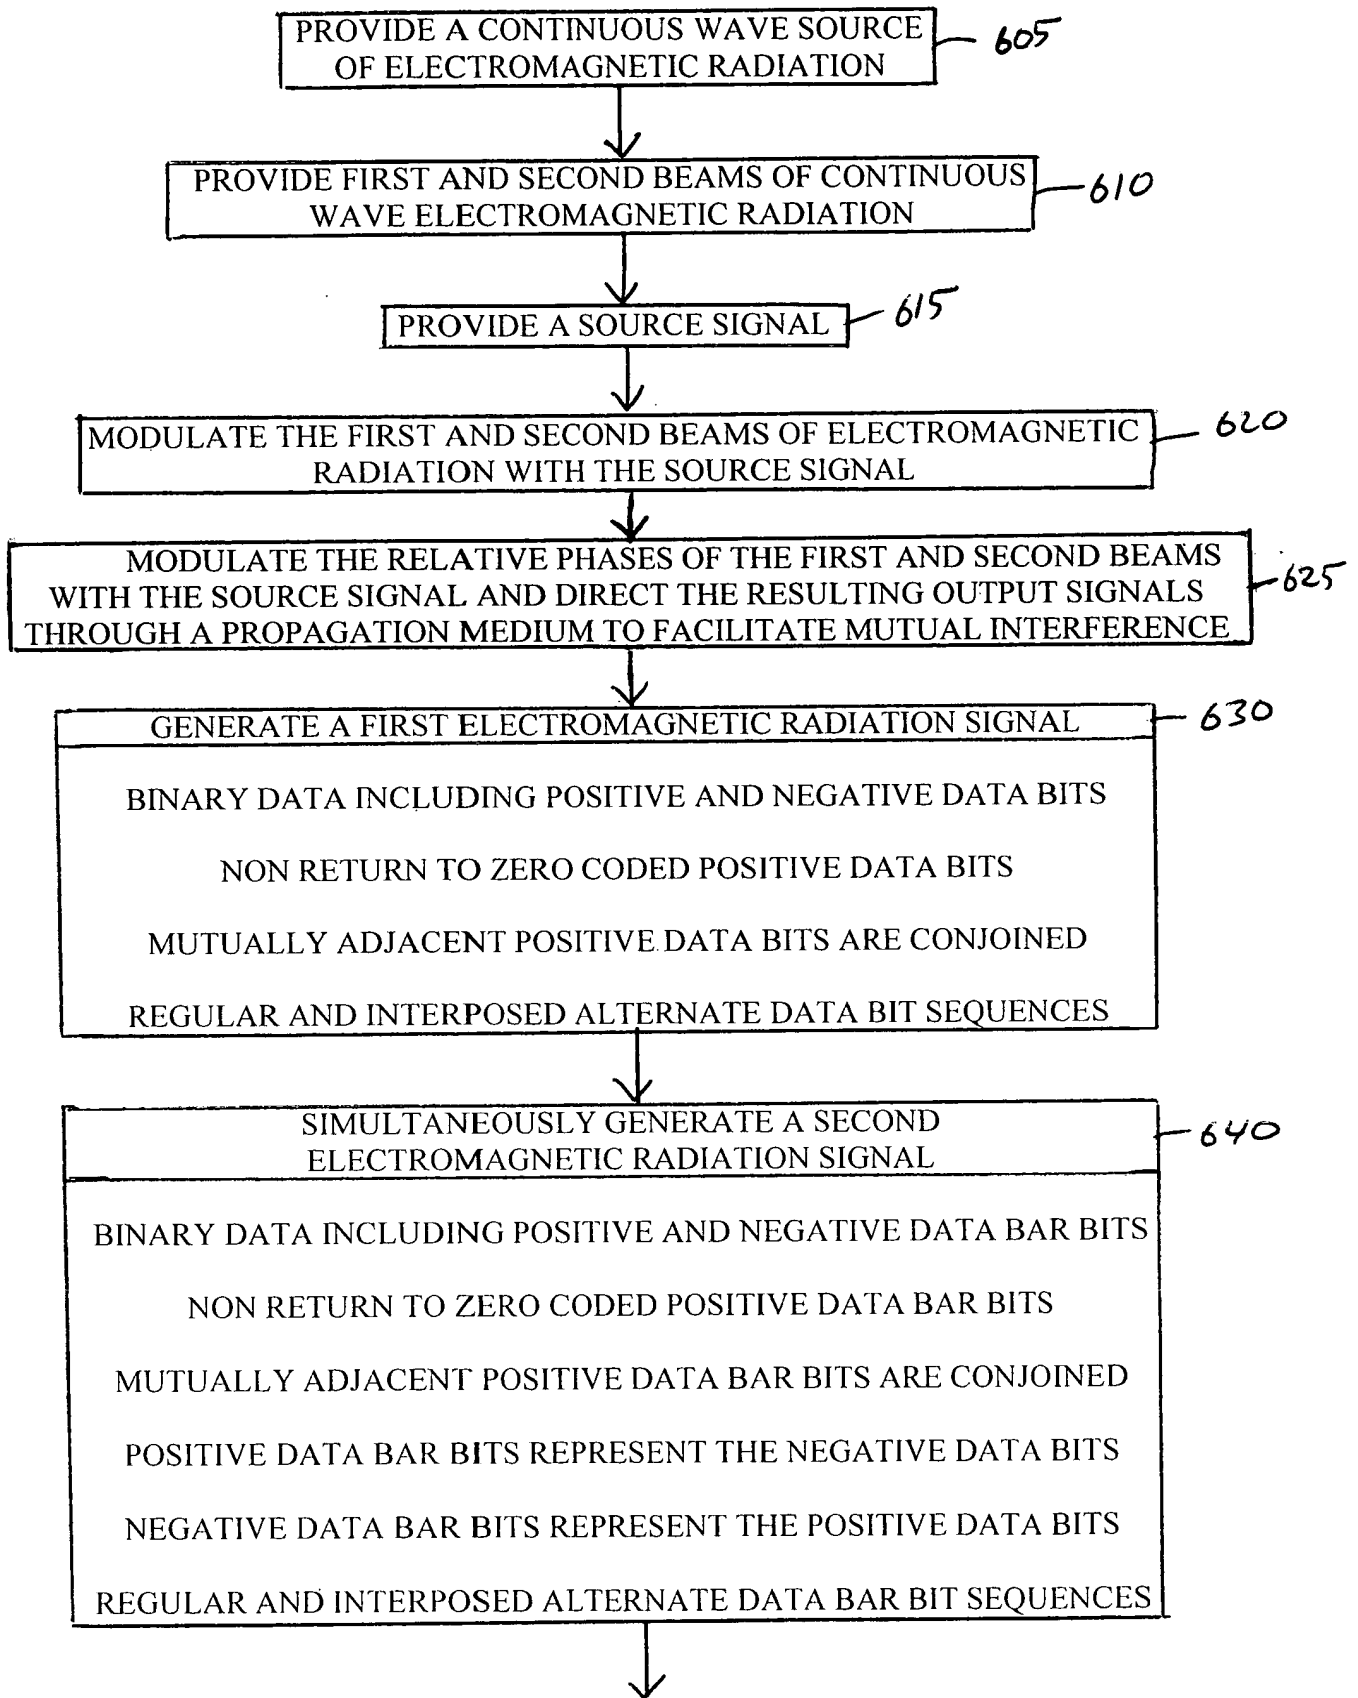 PROVIDE A CONTINUOUS WAVE SOURCE
OF ELECTROMAGNETIC RADIATION
605
PROVIDE FIRST AND SECOND BEAMS OF CONTINUOUS
WAVE ELECTROMAGNETIC RADIATION
610
PROVIDE A SOURCE SIGNAL
615
MODULATE THE FIRST AND SECOND BEAMS OF ELECTROMAGNETIC
RADIATION WITH THE SOURCE SIGNAL
620
MODULATE THE RELATIVE PHASES OF THE FIRST AND SECOND BEAMS
WITH THE SOURCE SIGNAL AND DIRECT THE RESULTING OUTPUT SIGNALS
THROUGH A PROPAGATION MEDIUM TO FACILITATE MUTUAL INTERFERENCE
625
GENERATE A FIRST ELECTROMAGNETIC RADIATION SIGNAL
630
BINARY DATA INCLUDING POSITIVE AND NEGATIVE DATA BITS
NON RETURN TO ZERO CODED POSITIVE DATA BITS
MUTUALLY ADJACENT POSITIVE DATA BITS ARE CONJOINED
REGULAR AND INTERPOSED ALTERNATE DATA BIT SEQUENCES
SIMULTANEOUSLY GENERATE A SECOND
ELECTROMAGNETIC RADIATION SIGNAL
640
BINARY DATA INCLUDING POSITIVE AND NEGATIVE DATA BAR BITS
NON RETURN TO ZERO CODED POSITIVE DATA BAR BITS
MUTUALLY ADJACENT POSITIVE DATA BAR BITS ARE CONJOINED
POSITIVE DATA BAR BITS REPRESENT THE NEGATIVE DATA BITS
NEGATIVE DATA BAR BITS REPRESENT THE POSITIVE DATA BITS
REGULAR AND INTERPOSED ALTERNATE DATA BAR BIT SEQUENCES